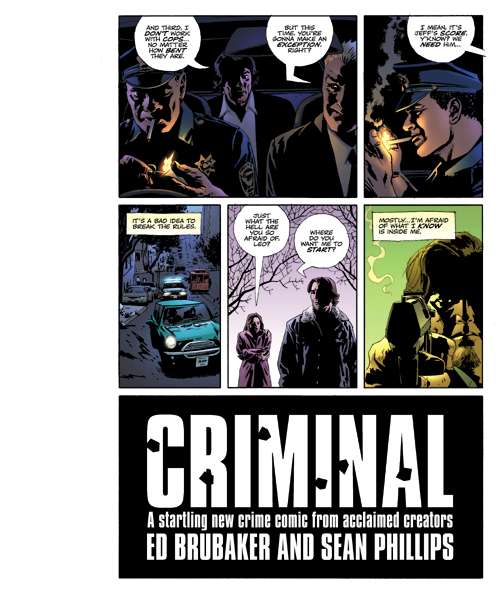 AND THIRD, I
DON'T WORK
WITH COPS...
NO MATTER
HOW BENT
THEY ARE.
BUT THIS
TIME, YOU'RE
GONNA MAKE AN
EXCEPTION,
RIGHT?
I MEAN, IT'S
JEFF'S SCORE,
Y'KNOW? WE
NEED HIM...
IT'S A BAD IDEA TO
BREAK THE RULES.
JUST
WHAT THE
HELL ARE
YOU SO
AFRAID OF,
LEO?
WHERE
DO YOU
WANT ME TO
START?
MOSTLY...I'M AFRAID
OF WHAT I KNOW
IS INSIDE ME.
CRIMINAL
A startling new crime comic from acclaimed creators
ED BRUBAKER AND SEAN PHILLIPS